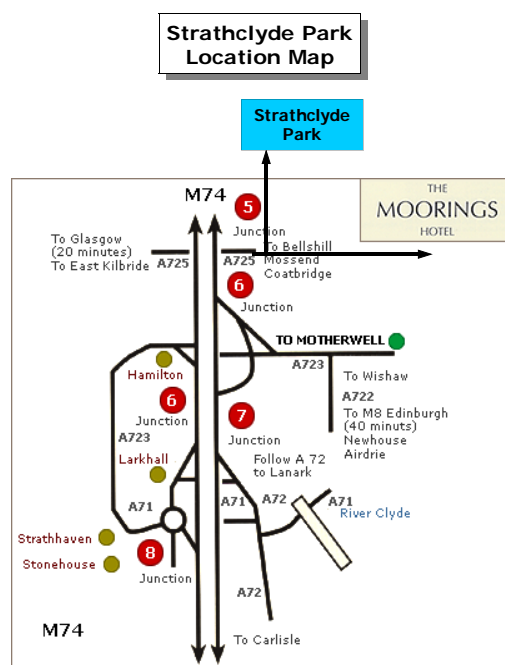 Strathclyde Park
Location Map
Strathclyde
Park
THE
MOORINGS
HOTEL
M74
5
Junction
To Glasgow
(20 minutes)
To East Kilbride
A725
A725
To Bellshill
Mossend
Coatbridge
6
Junction
TO MOTHERWELL
A723
Hamilton
To Wishaw
A722
To M8 Edinburgh
(40 minuts)
Newhouse
Airdrie
6
Junction
7
Junction
A723
Larkhall
Follow A 72
to Lanark
A71
A71
A72
A71
River Clyde
Strathhaven
Stonehouse
8
Junction
A72
M74
To Carlisle